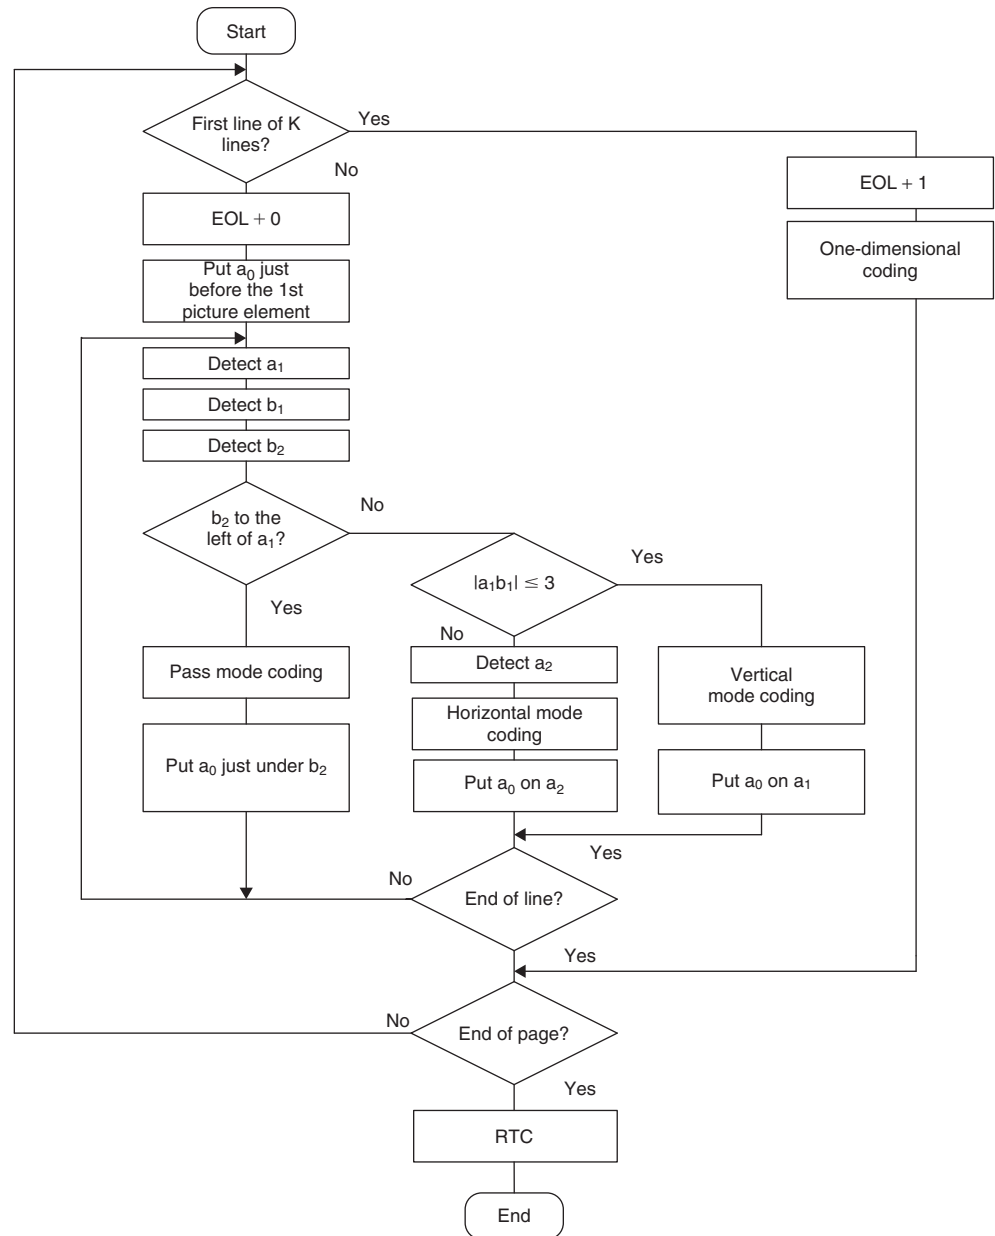 Start
First line of K
lines?
Yes
No
EOL + 1
EOL + 0
One-dimensional
coding
Put a₀ just
before the 1st
picture element
Detect a₁
Detect b₁
Detect b₂
b₂ to the
left of a₁?
No
Yes
|a₁b₁| ≤ 3
Yes
No
Pass mode coding
Detect a₂
Vertical
mode coding
Horizontal mode
coding
Put a₀ just under b₂
Put a₀ on a₂
Put a₀ on a₁
Yes
No
End of line?
Yes
No
End of page?
Yes
RTC
End